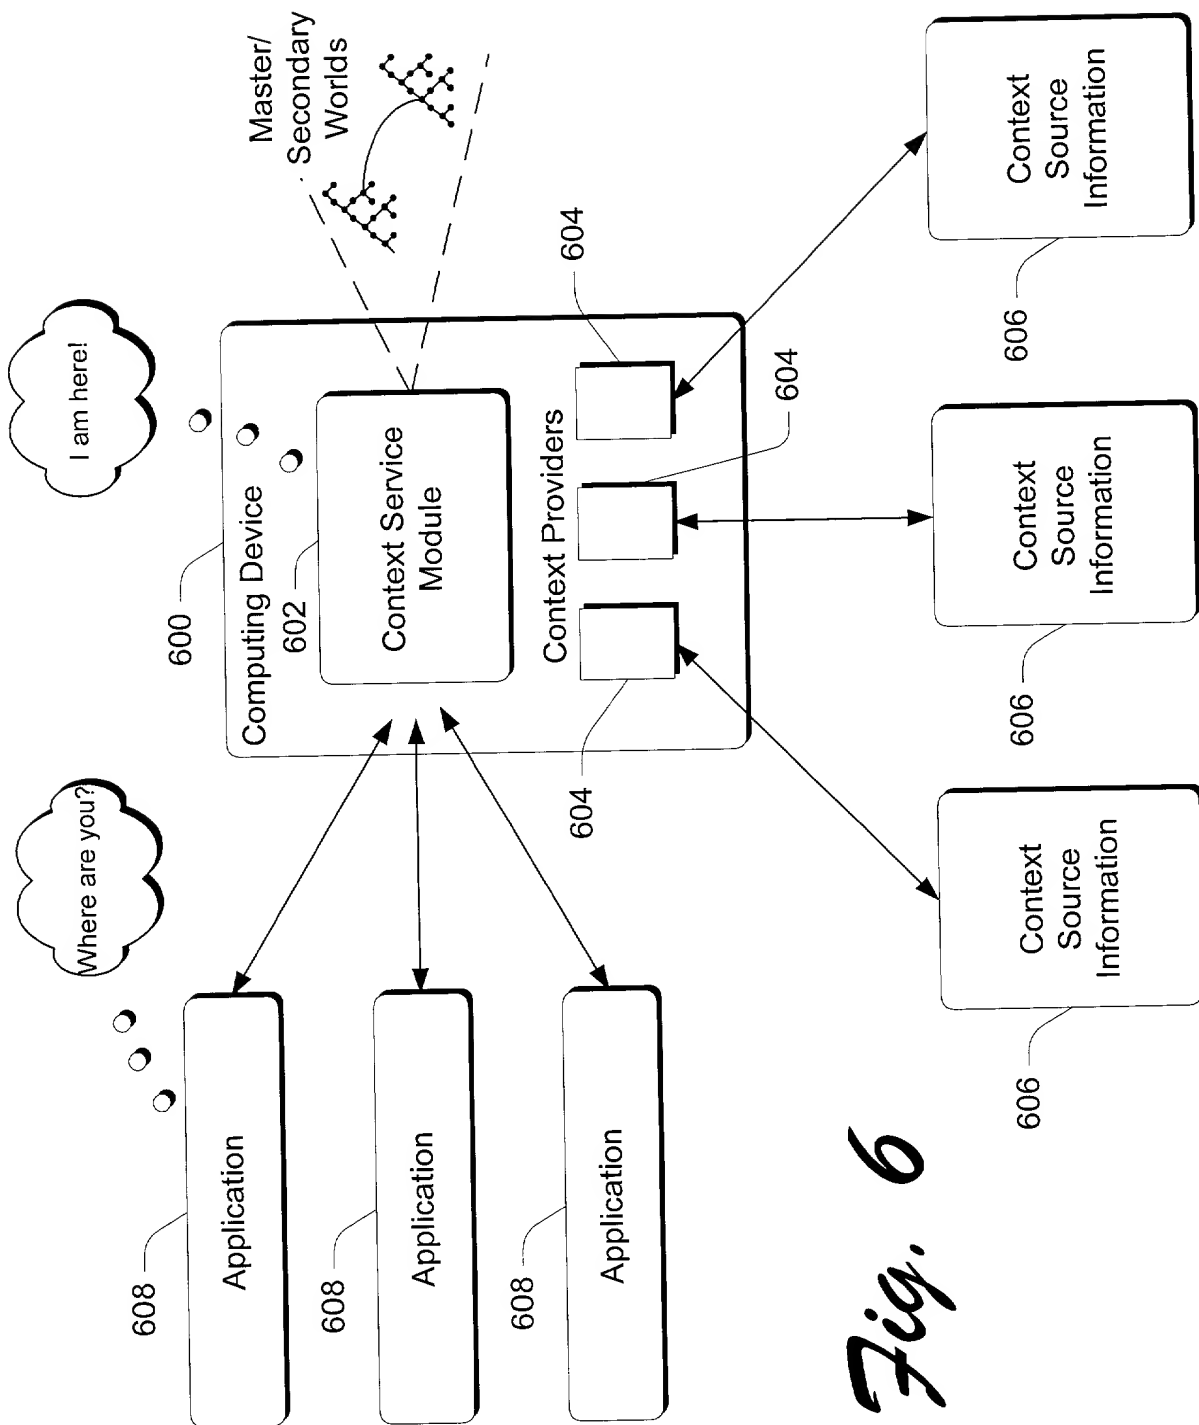 Where are you?
I am here!
Master/
Secondary
Worlds
600
Computing Device
602
Context Service
Module
Context Providers
604
604
604
608
Application
608
Application
608
Application
606
Context
Source
Information
606
Context
Source
Information
606
Context
Source
Information
Fig. 6